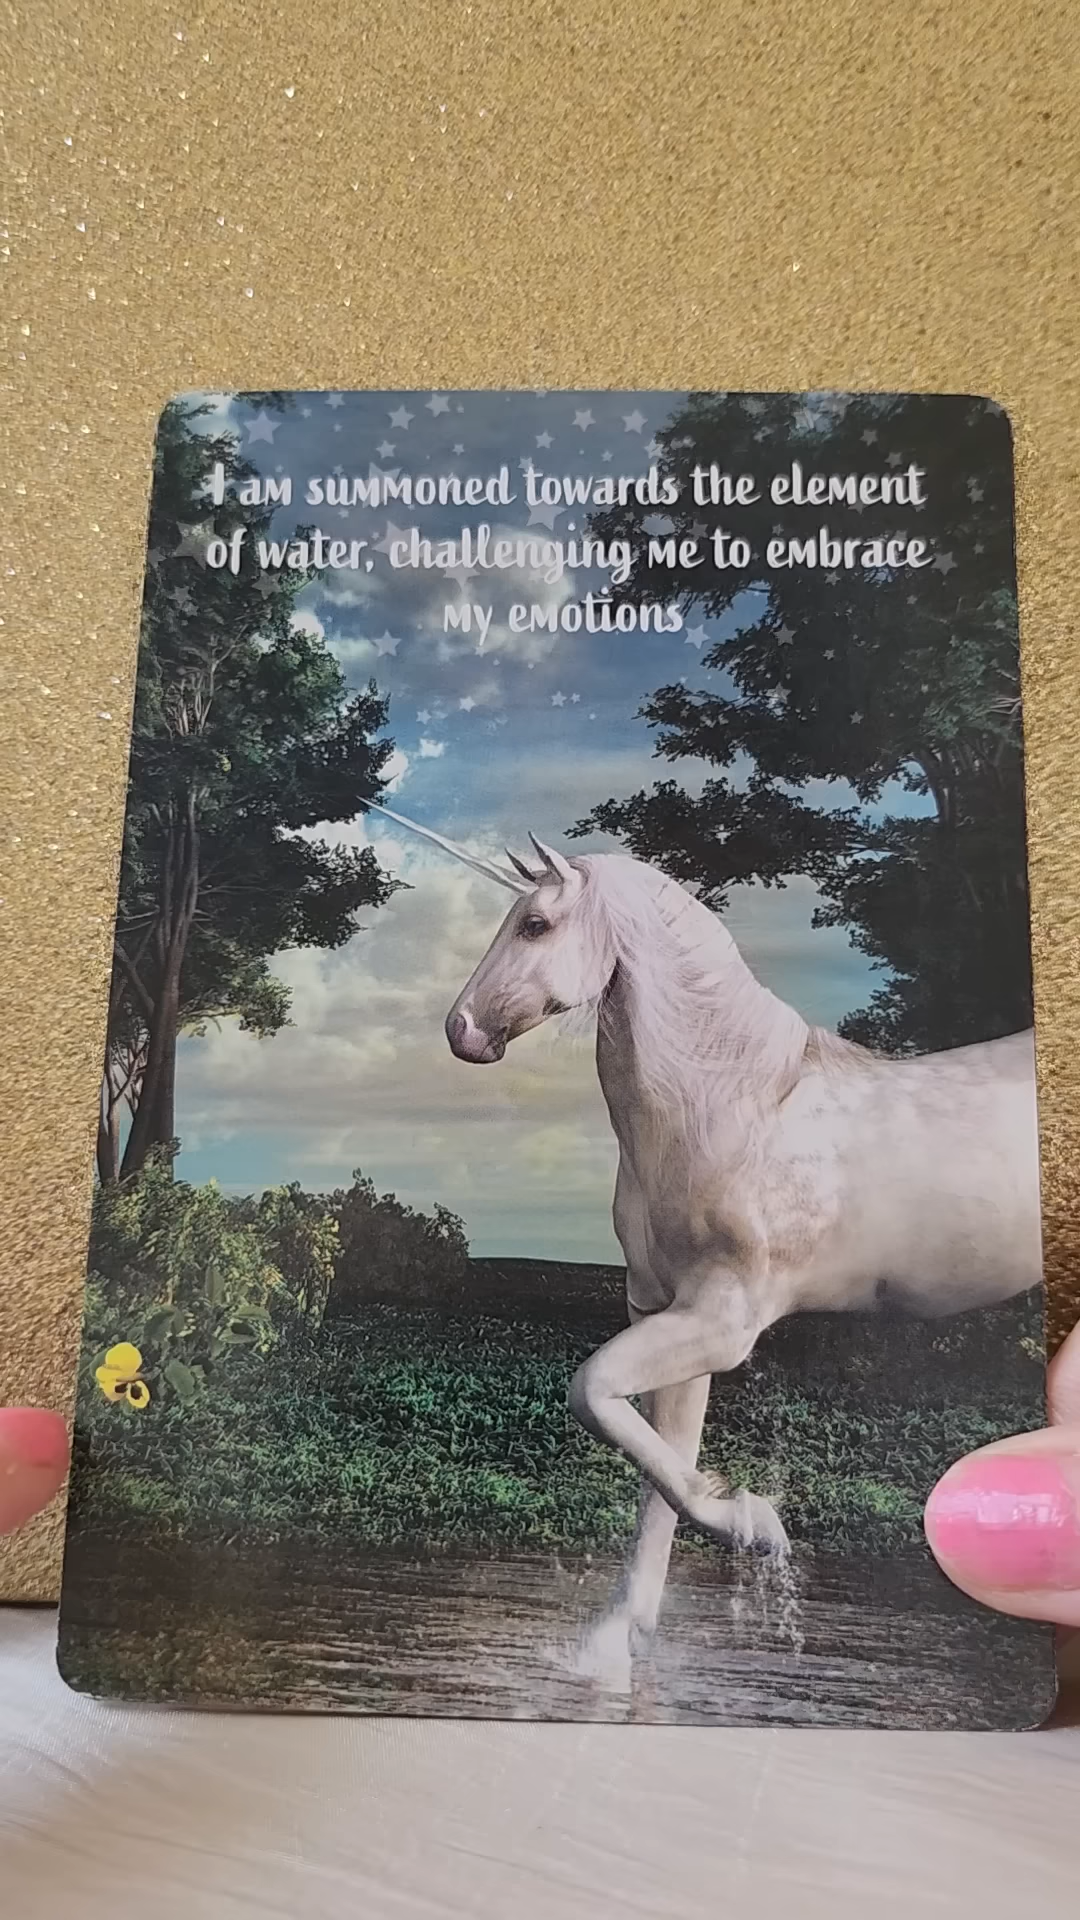 I am summoned towards the element
of water, challenging me to embrace
my emotions